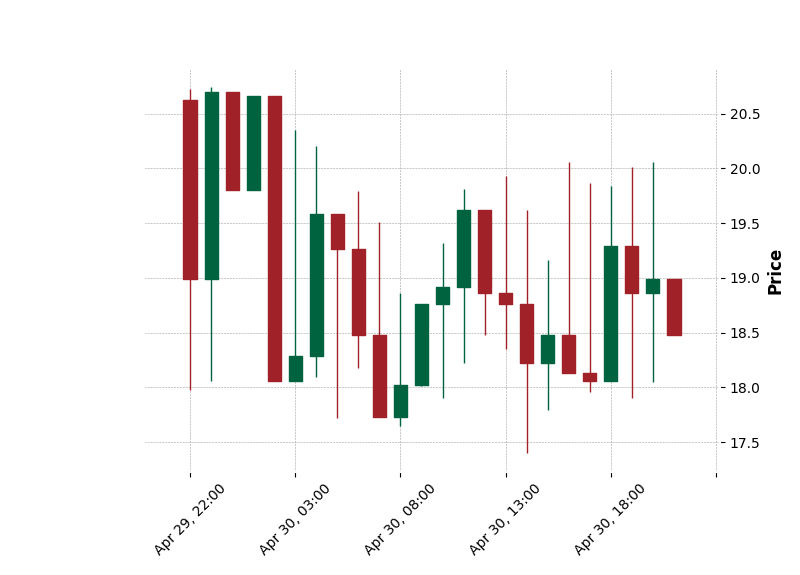 20.5
20.0
19.5
19.0
18.5
18.0
17.5
Price
Apr 29, 22:00
Apr 30, 03:00
Apr 30, 08:00
Apr 30, 13:00
Apr 30, 18:00